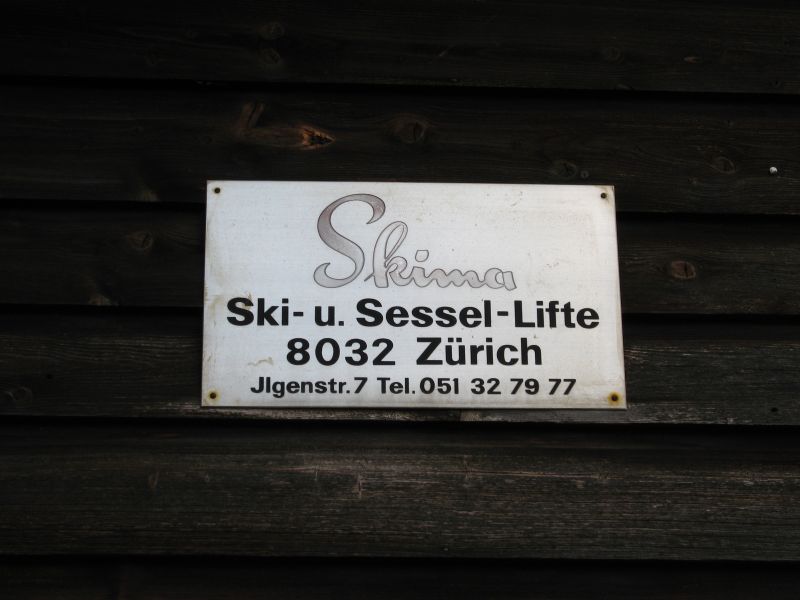 Skima
Ski- u. Sessel-Lifte
8032 Zürich
Jlgenstr. 7 Tel. 051 32 79 77